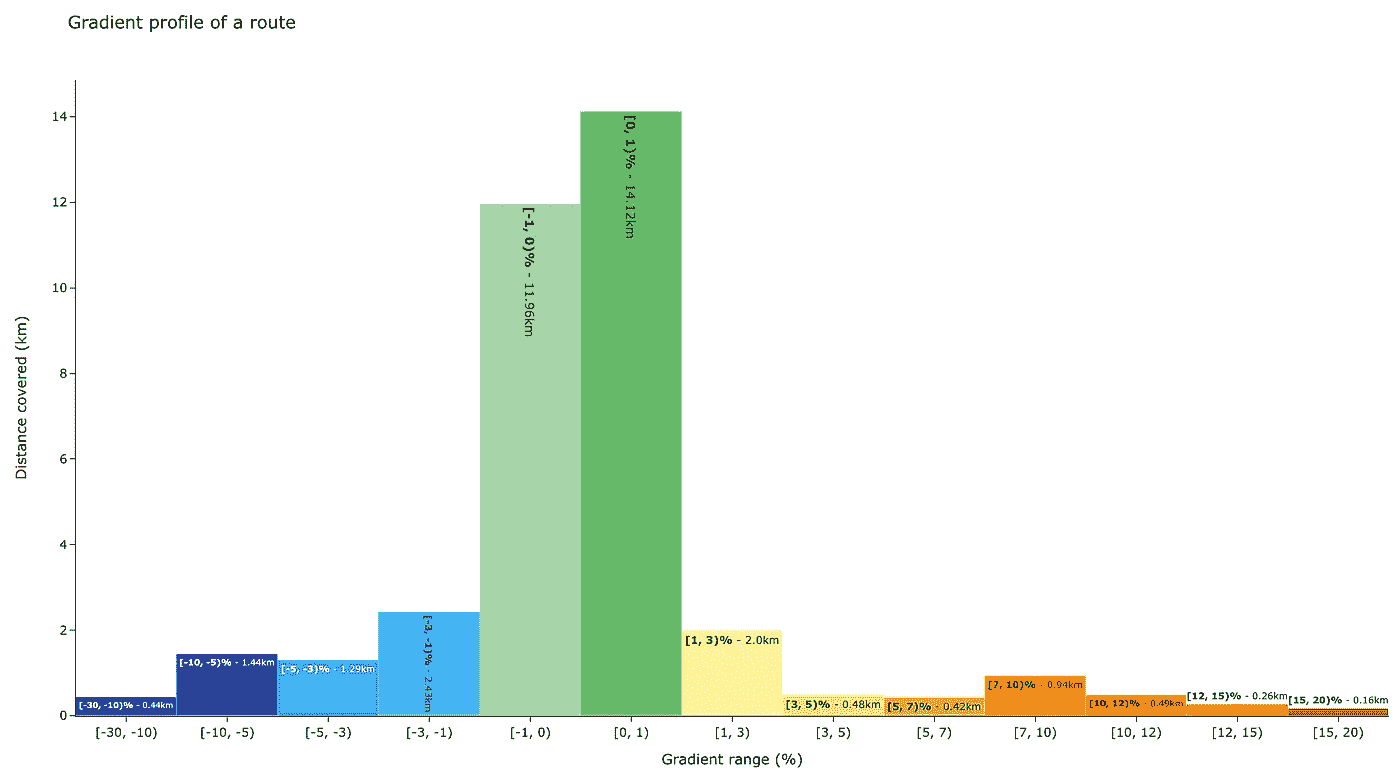 Gradient profile of a route
14
12
10
8
6
4
2
0
Distance covered (km)
[-30, -10)% - 0.44km
[-10, -5)% - 1.44km
[-5, -3)% - 1.29km
[-3, -1)% - 2.43km
[-1, 0)% - 11.96km
[0, 1)% - 14.12km
[1, 3)% - 2.0km
[3, 5)% - 0.48km
[5, 7)% - 0.42km
[7, 10)% - 0.94km
[10, 12)% - 0.49km
[12, 15)% - 0.26km
[15, 20)% - 0.16km
[-30, -10) [-10, -5) [-5, -3) [-3, -1) [-1, 0) [0, 1) [1, 3) [3, 5) [5, 7) [7, 10) [10, 12) [12, 15) [15, 20)
Gradient range (%)